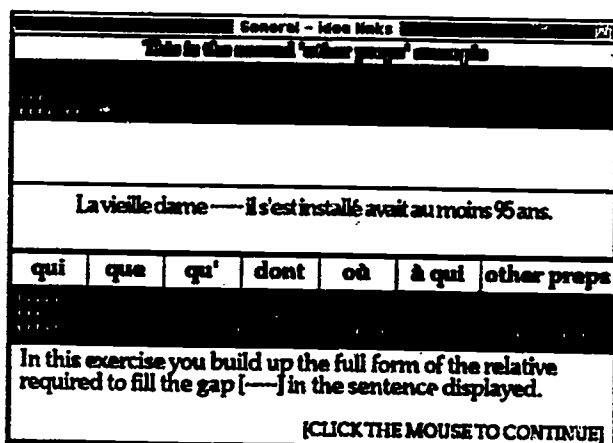 General - idea links
This is the second 'other preps' example
La vieille dame —— il s'est installé avait au moins 95 ans.
qui que qu' dont où à qui other preps
In this exercise you build up the full form of the relative
required to fill the gap [——] in the sentence displayed.
[CLICK THE MOUSE TO CONTINUE]